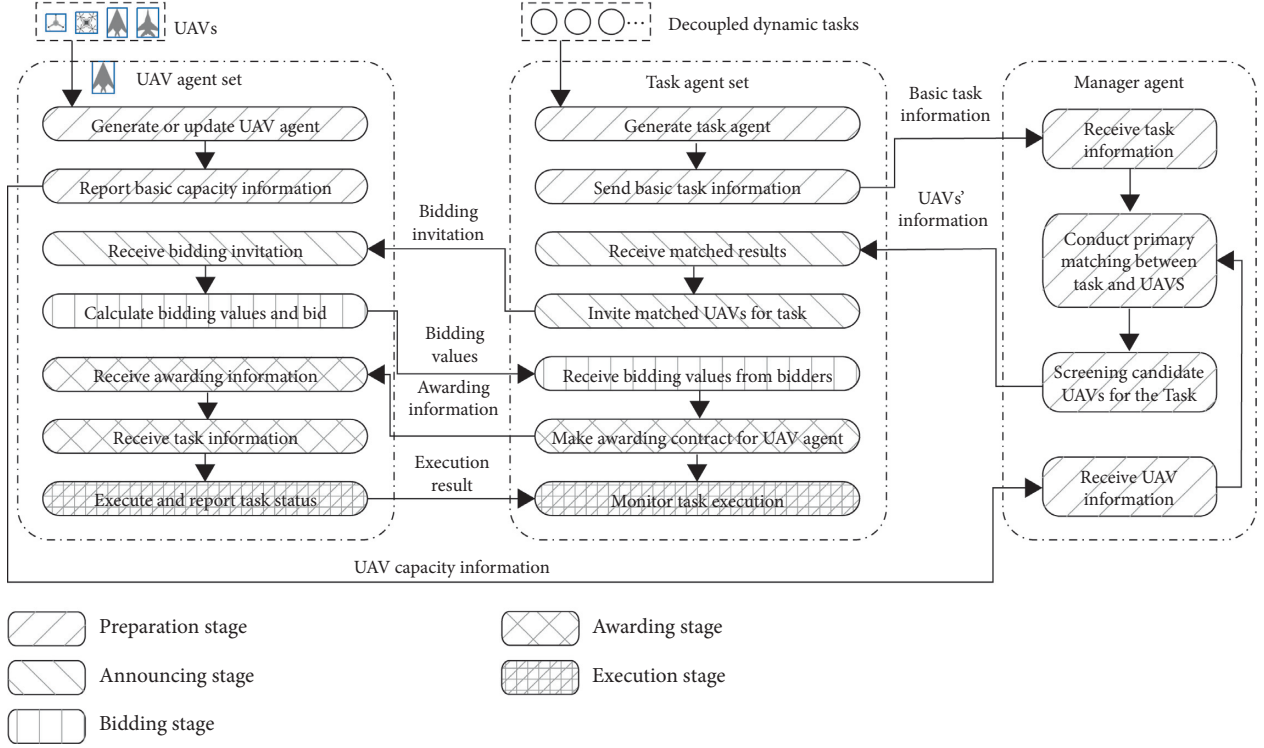 UAVs
Decoupled dynamic tasks
UAV agent set
Generate or update UAV agent
Report basic capacity information
Receive bidding invitation
Calculate bidding values and bid
Receive awarding information
Receive task information
Execute and report task status
Bidding
invitation
Bidding
values
Awarding
information
Execution
result
Task agent set
Generate task agent
Send basic task information
Receive matched results
Invite matched UAVs for task
Receive bidding values from bidders
Make awarding contract for UAV agent
Monitor task execution
Basic task
information
UAVs'
information
Manager agent
Receive task
information
Conduct primary
matching between
task and UAVS
Screening candidate
UAVs for the Task
Receive UAV
information
UAV capacity information
Preparation stage
Announcing stage
Bidding stage
Awarding stage
Execution stage